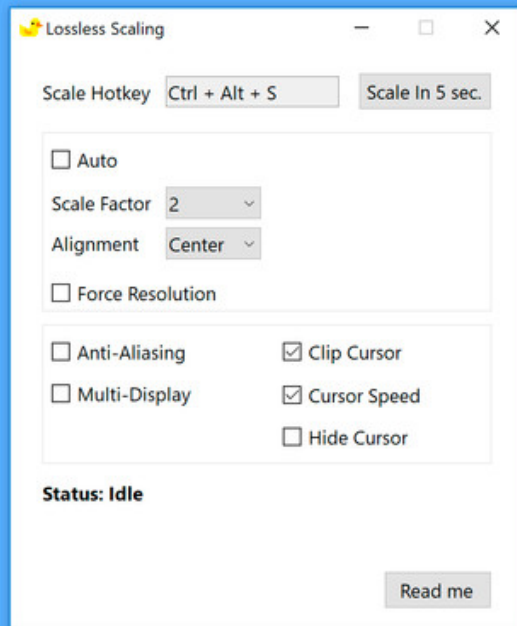 Lossless Scaling
Scale Hotkey Ctrl + Alt + S Scale In 5 sec.
Auto
Scale Factor 2
Alignment Center
Force Resolution
Anti-Aliasing Clip Cursor
Multi-Display Cursor Speed
Hide Cursor
Status: Idle
Read me